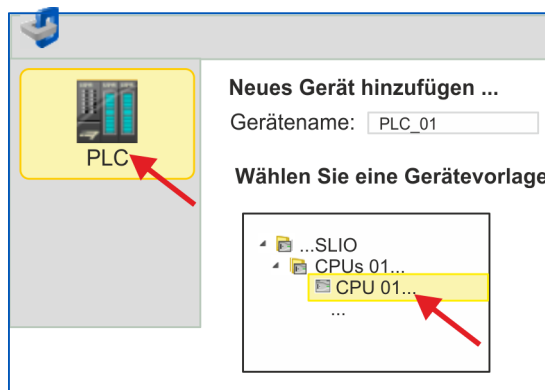 PLC
Neues Gerät hinzufügen ...
Gerätename: PLC_01
Wählen Sie eine Gerätevorlage
...SLIO
CPUs 01...
CPU 01...
...